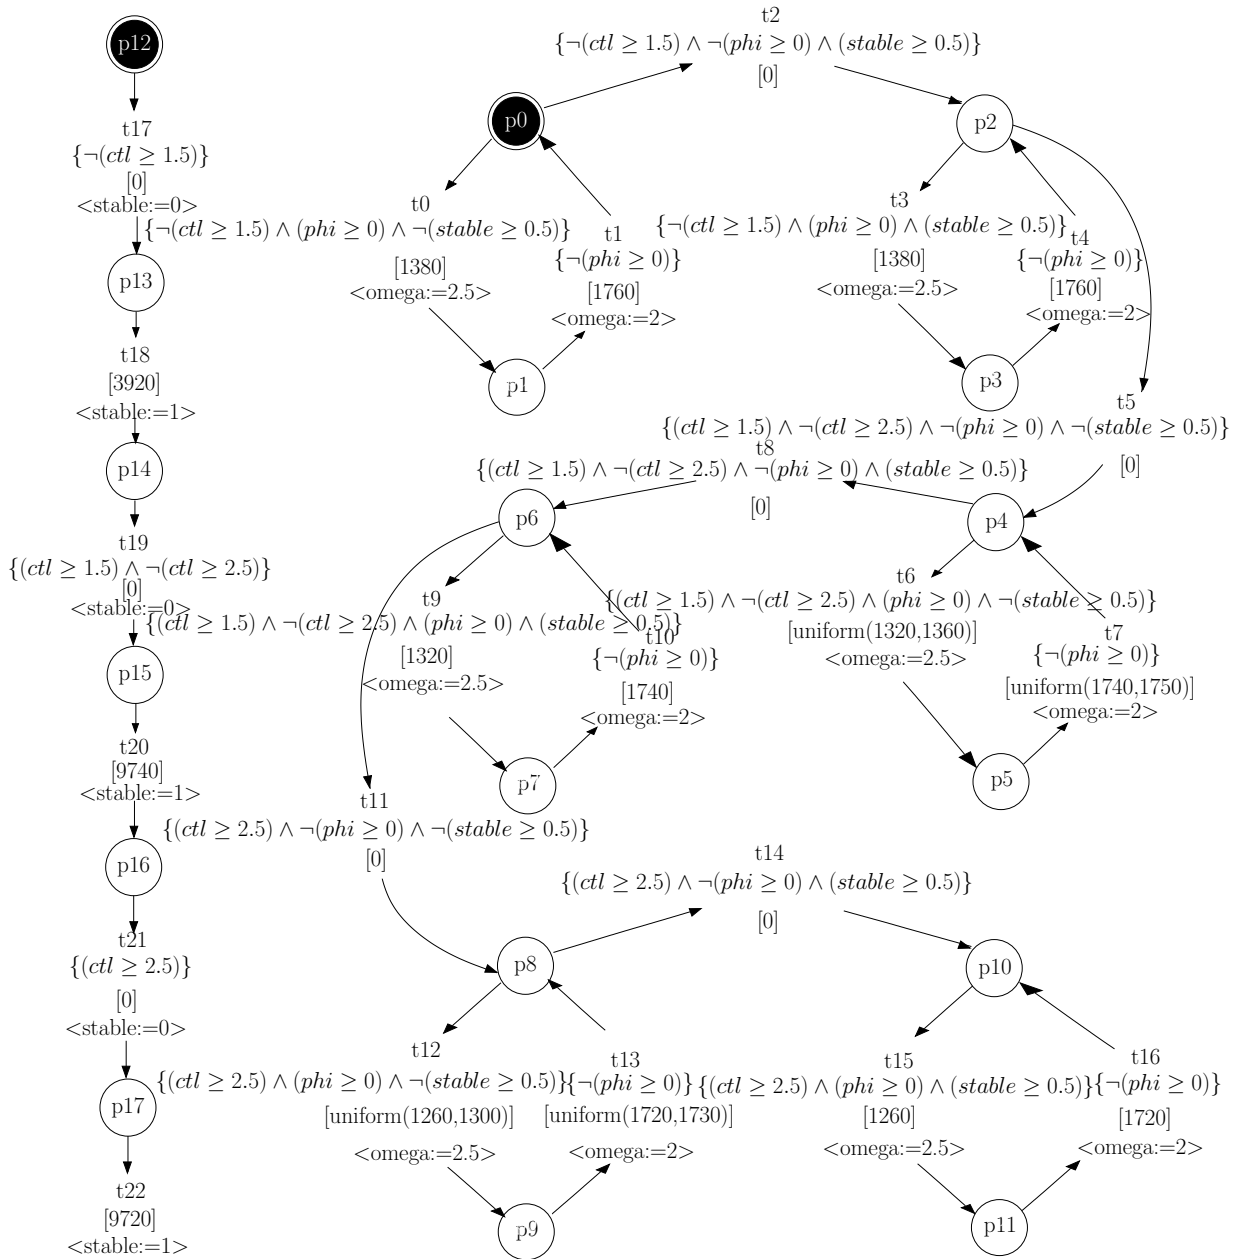 p12
t17
{¬(ctl ≥ 1.5)}
[0]
<stable:=0>
p13
t18
[3920]
<stable:=1>
p14
t19
{(ctl ≥ 1.5) ∧ ¬(ctl ≥ 2.5)}
[0]
<stable:=0>
p15
t20
[9740]
<stable:=1>
p16
t21
{(ctl ≥ 2.5)}
[0]
<stable:=0>
p17
t22
[9720]
<stable:=1>
t2
{¬(ctl ≥ 1.5) ∧ ¬(phi ≥ 0) ∧ (stable ≥ 0.5)}
[0]
p0
p2
t0
{¬(ctl ≥ 1.5) ∧ (phi ≥ 0) ∧ ¬(stable ≥ 0.5)}
[1380]
<omega:=2.5>
t1
{¬(phi ≥ 0)}
[1760]
<omega:=2>
p1
t3
{¬(ctl ≥ 1.5) ∧ (phi ≥ 0) ∧ (stable ≥ 0.5)}
[1380]
<omega:=2.5>
t4
{¬(phi ≥ 0)}
[1760]
<omega:=2>
p3
t5
{(ctl ≥ 1.5) ∧ ¬(ctl ≥ 2.5) ∧ ¬(phi ≥ 0) ∧ ¬(stable ≥ 0.5)}
[0]
t8
{(ctl ≥ 1.5) ∧ ¬(ctl ≥ 2.5) ∧ ¬(phi ≥ 0) ∧ (stable ≥ 0.5)}
[0]
p6
p4
t9
{(ctl ≥ 1.5) ∧ ¬(ctl ≥ 2.5) ∧ (phi ≥ 0) ∧ (stable ≥ 0.5)}
[1320]
<omega:=2.5>
t10
{¬(phi ≥ 0)}
[1740]
<omega:=2>
p7
t6
{(ctl ≥ 1.5) ∧ ¬(ctl ≥ 2.5) ∧ (phi ≥ 0) ∧ ¬(stable ≥ 0.5)}
[uniform(1320,1360)]
<omega:=2.5>
t7
{¬(phi ≥ 0)}
[uniform(1740,1750)]
<omega:=2>
p5
t11
{(ctl ≥ 2.5) ∧ ¬(phi ≥ 0) ∧ ¬(stable ≥ 0.5)}
[0]
t14
{(ctl ≥ 2.5) ∧ ¬(phi ≥ 0) ∧ (stable ≥ 0.5)}
[0]
p8
p10
t12
{(ctl ≥ 2.5) ∧ (phi ≥ 0) ∧ ¬(stable ≥ 0.5)}
[uniform(1260,1300)]
<omega:=2.5>
t13
{¬(phi ≥ 0)}
[uniform(1720,1730)]
<omega:=2>
p9
t15
{(ctl ≥ 2.5) ∧ (phi ≥ 0) ∧ (stable ≥ 0.5)}
[1260]
<omega:=2.5>
t16
{¬(phi ≥ 0)}
[1720]
<omega:=2>
p11